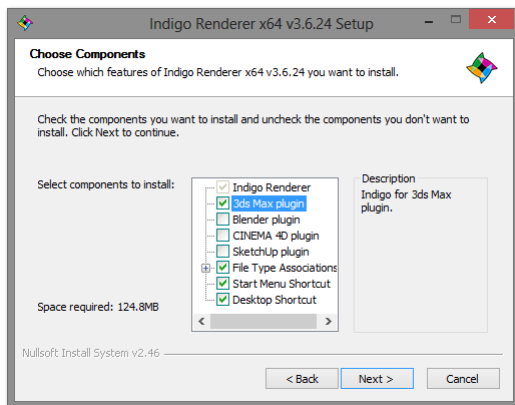 Indigo Renderer x64 v3.6.24 Setup
Choose Components
Choose which features of Indigo Renderer x64 v3.6.24 you want to install.
Check the components you want to install and uncheck the components you don't want to
install. Click Next to continue.
Select components to install:
Indigo Renderer
3ds Max plugin
Blender plugin
CINEMA 4D plugin
SketchUp plugin
File Type Associations
Start Menu Shortcut
Desktop Shortcut
Description
Indigo for 3ds Max
plugin.
Space required: 124.8MB
Nullsoft Install System v2.46
< Back
Next >
Cancel